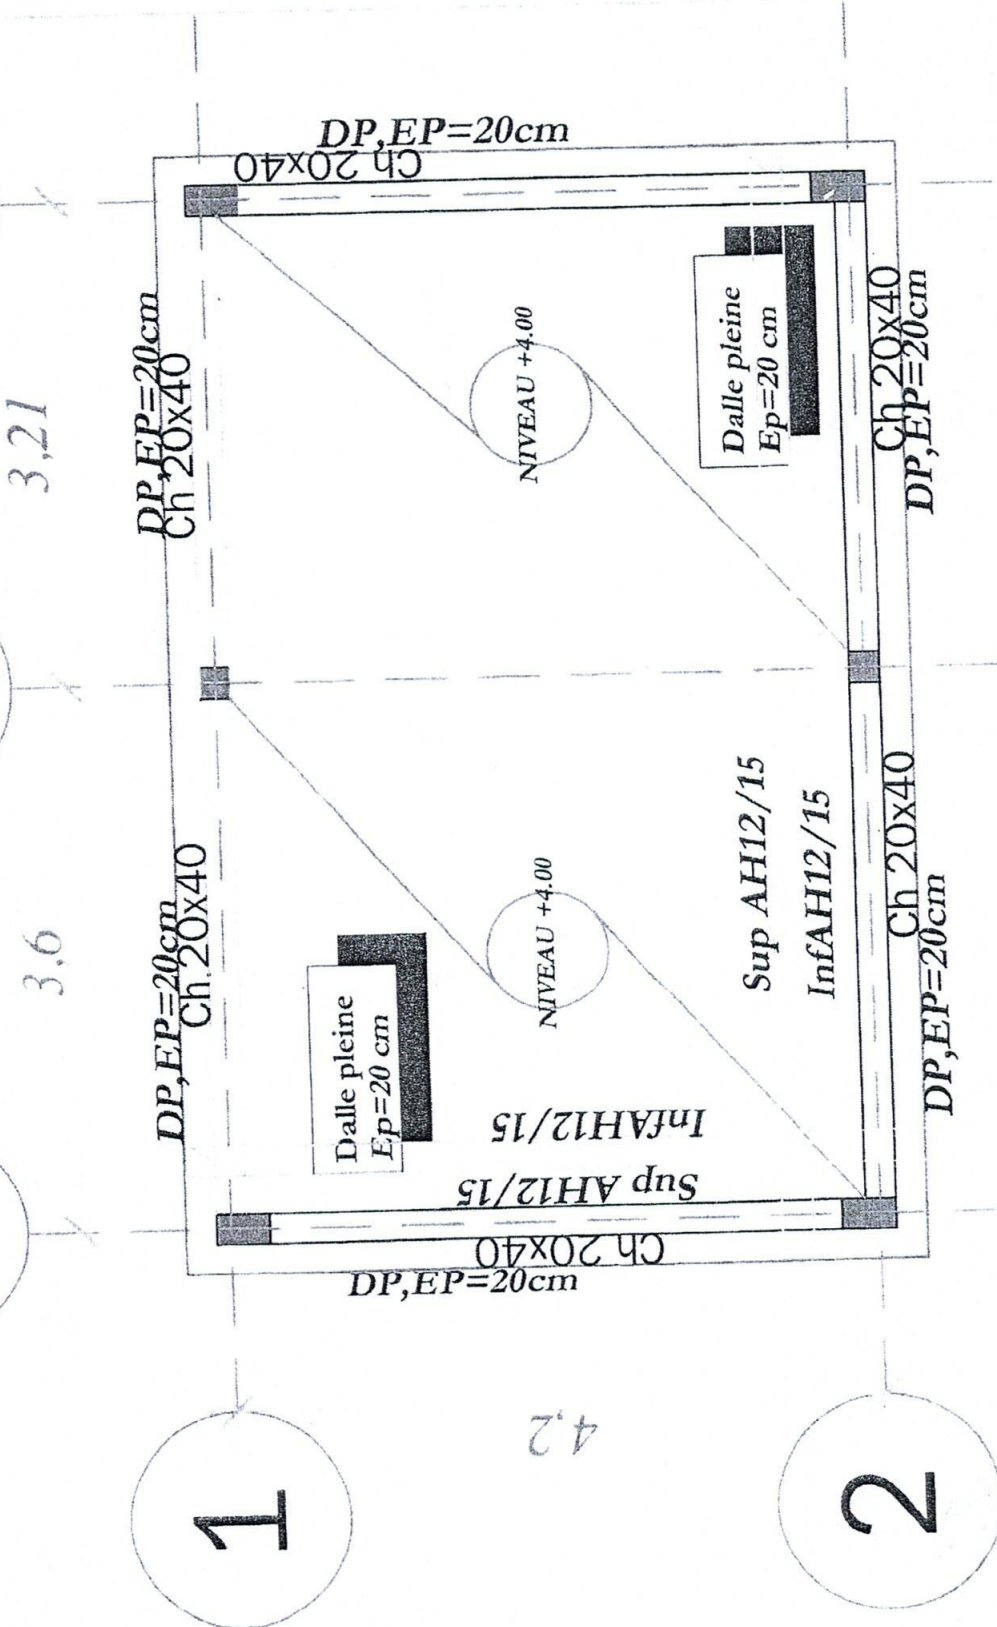 DP,EP=20cm
Ch 20x40
DP,EP=20cm
Ch 20x40
3,21
NIVEAU +4.00
Dalle pleine
Ep=20 cm
Ch 20x40
DP,EP=20cm
DP,EP=20cm
Ch.20x40
3,6
NIVEAU +4.00
Sup AH12/15
InfAH12/15
Ch 20x40
DP,EP=20cm
Dalle pleine
Ep=20 cm
InfAH12/15
Sup AH12/15
Ch 20x40
DP,EP=20cm
4,2
1
2